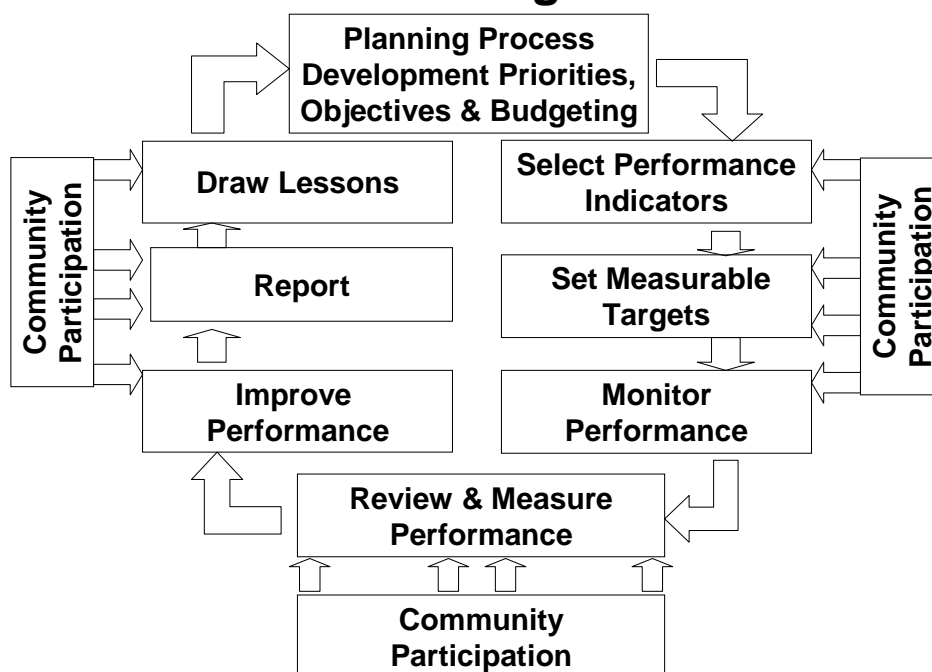 Planning Process
Development Priorities,
Objectives & Budgeting
Select Performance
Indicators
Set Measurable
Targets
Monitor
Performance
Review & Measure
Performance
Improve
Performance
Report
Draw Lessons
Community
Participation
Community
Participation
Community
Participation